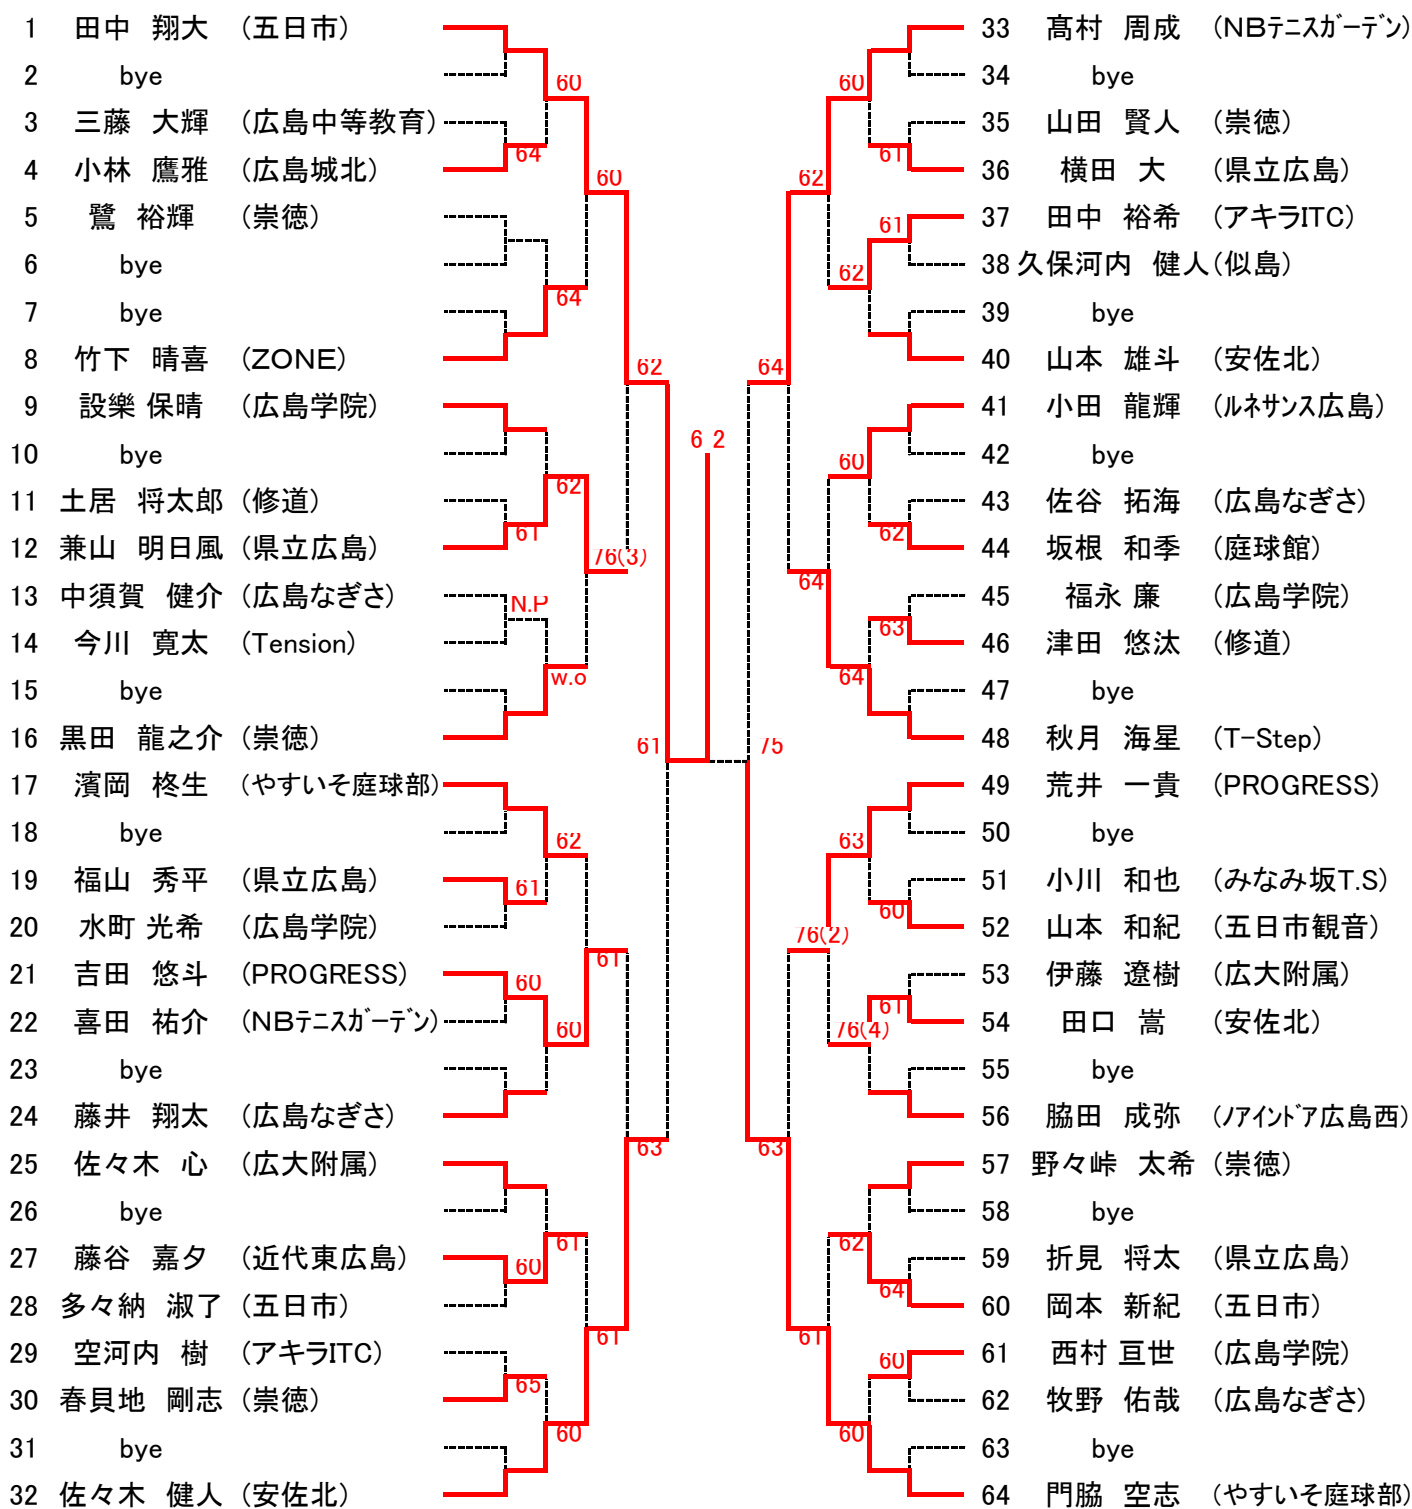 1 田中 翔大 (五日市)
2 bye
60
3 三藤 大輝 (広島中等教育)
64
4 小林 鷹雅 (広島城北)
60
5 鷺 裕輝 (崇徳)
6 bye
64
7 bye
8 竹下 晴喜 (ZONE)
62
9 設樂 保晴 (広島学院)
10 bye
62
11 土居 将太郎 (修道)
61
12 兼山 明日風 (県立広島)
76(3)
13 中須賀 健介 (広島なぎさ)
N.P
14 今川 寛太 (Tension)
w.o
15 bye
16 黒田 龍之介 (崇徳)
61
17 濱岡 柊生 (やすいそ庭球部)
18 bye
62
19 福山 秀平 (県立広島)
61
20 水町 光希 (広島学院)
61
21 吉田 悠斗 (PROGRESS)
60
22 喜田 祐介 (NBテニスガーデン)
60
23 bye
24 藤井 翔太 (広島なぎさ)
63
25 佐々木 心 (広大附属)
26 bye
61
27 藤谷 嘉夕 (近代東広島)
60
28 多々納 淑了 (五日市)
61
29 空河内 樹 (アキラITC)
65
30 春貝地 剛志 (崇徳)
60
31 bye
32 佐々木 健人 (安佐北)
6 2
33 髙村 周成 (NBテニスガーデン)
34 bye
60
35 山田 賢人 (崇徳)
61
36 横田 大 (県立広島)
62
37 田中 裕希 (アキラITC)
61
38 久保河内 健人 (似島)
62
39 bye
40 山本 雄斗 (安佐北)
64
41 小田 龍輝 (ルネサンス広島)
42 bye
60
43 佐谷 拓海 (広島なぎさ)
62
44 坂根 和季 (庭球館)
64
45 福永 廉 (広島学院)
63
46 津田 悠汰 (修道)
64
47 bye
48 秋月 海星 (T-Step)
75
49 荒井 一貴 (PROGRESS)
50 bye
63
51 小川 和也 (みなみ坂T.S)
60
52 山本 和紀 (五日市観音)
76(2)
53 伊藤 遼樹 (広大附属)
61
54 田口 嵩 (安佐北)
76(4)
55 bye
56 脇田 成弥 (ノアインドア広島西)
63
57 野々峠 太希 (崇徳)
58 bye
62
59 折見 将太 (県立広島)
64
60 岡本 新紀 (五日市)
61
61 西村 亘世 (広島学院)
60
62 牧野 佑哉 (広島なぎさ)
60
63 bye
64 門脇 空志 (やすいそ庭球部)